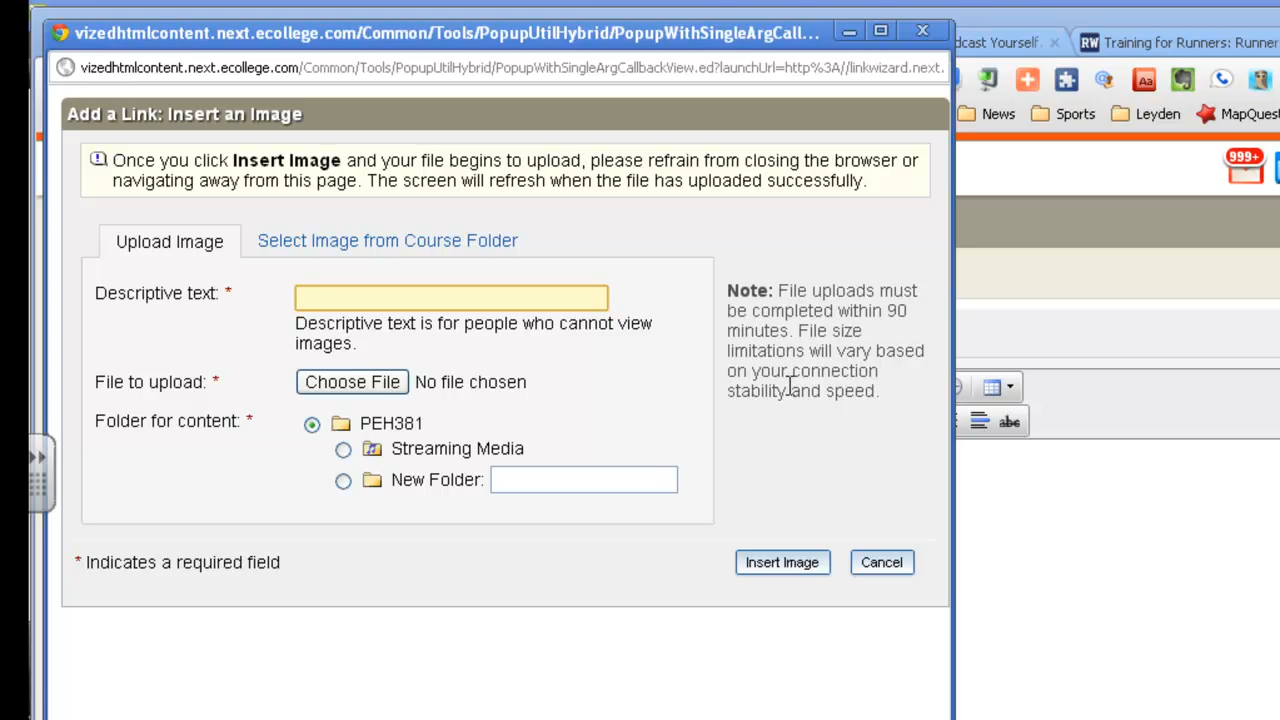 vizedhtmlcontent.next.ecollege.com/Common/Tools/PopupUtilHybrid/PopupWithSingleArgCall...
dcast Yourself.
RW Training for Runners: Runner
vizedhtmlcontent.next.ecollege.com/Common/Tools/PopupUtilHybrid/PopupWithSingleArgCallbackView.ed?launchUrl=http%3A//linkwizard.next.
Aa
News
Sports
Leyden
MapQues
Add a Link: Insert an Image
999+
Once you click Insert Image and your file begins to upload, please refrain from closing the browser or
navigating away from this page. The screen will refresh when the file has uploaded successfully.
Upload Image
Select Image from Course Folder
Descriptive text: *
Descriptive text is for people who cannot view
images.
Note: File uploads must
be completed within 90
minutes. File size
limitations will vary based
on your connection
stability and speed.
File to upload: *
Choose File No file chosen
Folder for content: *
PEH381
Streaming Media
New Folder:
abc
* Indicates a required field
Insert Image
Cancel